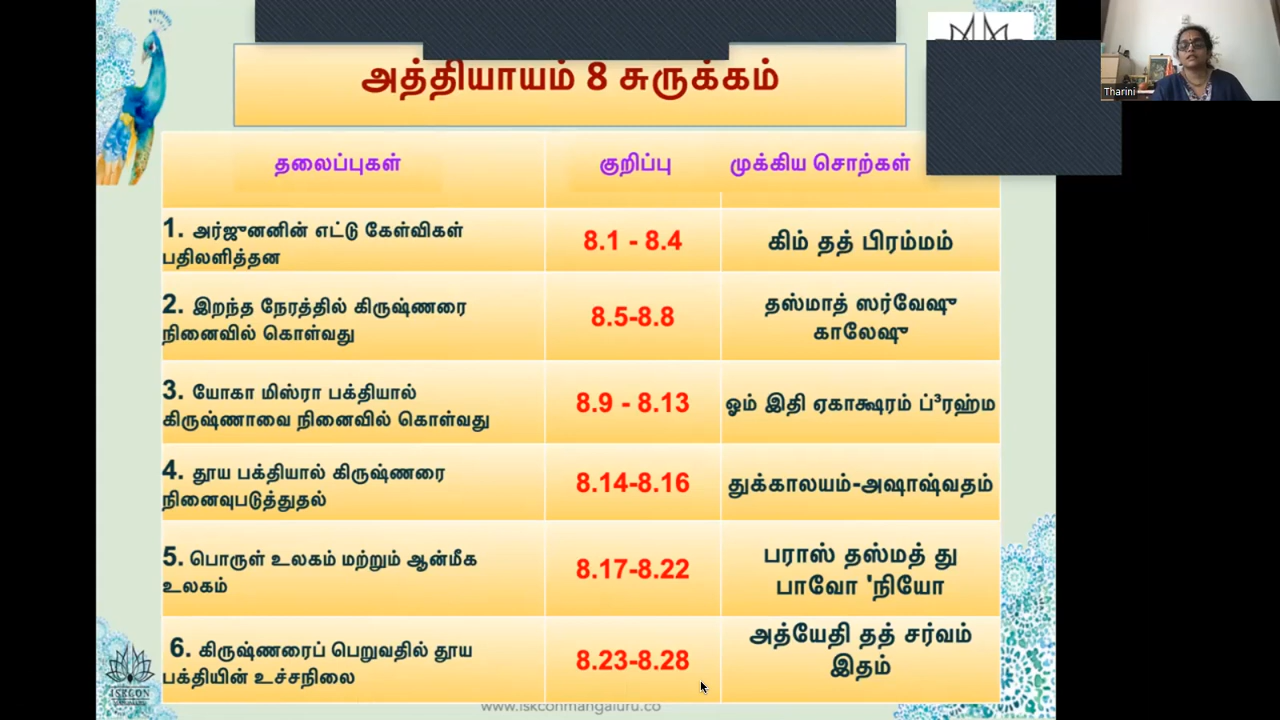 Tharini
அத்தியாயம் 8 சுருக்கம்
தலைப்புகள்
குறிப்பு
முக்கிய சொற்கள்
1. அர்ஜுனனின் எட்டு கேள்விகள்
பதிலளித்தன
8.1 - 8.4
கிம் தத் பிரம்மம்
2. இறந்த நேரத்தில் கிருஷ்ணரை
நினைவில் கொள்வது
8.5-8.8
தஸ்மாத் ஸர்வேஷு
காலேஷு
3. யோகா மிஸ்ரா பக்தியால்
கிருஷ்ணாவை நினைவில் கொள்வது
8.9 - 8.13
ஓம் இதி ஏகாக்ஷரம் ப்³ரஹ்ம
4. தூய பக்தியால் கிருஷ்ணரை
நினைவுபடுத்துதல்
8.14-8.16
துக்காலயம்-அஷாஷ்வதம்
5. பொருள் உலகம் மற்றும் ஆன்மீக
உலகம்
8.17-8.22
பராஸ் தஸ்மத் து
பாவோ 'நியோ
6. கிருஷ்ணரைப் பெறுவதில் தூய
பக்தியின் உச்சநிலை
8.23-8.28
அத்யேதி தத் சர்வம்
இதம்
ISKCON
www.iskconmangaluru.co